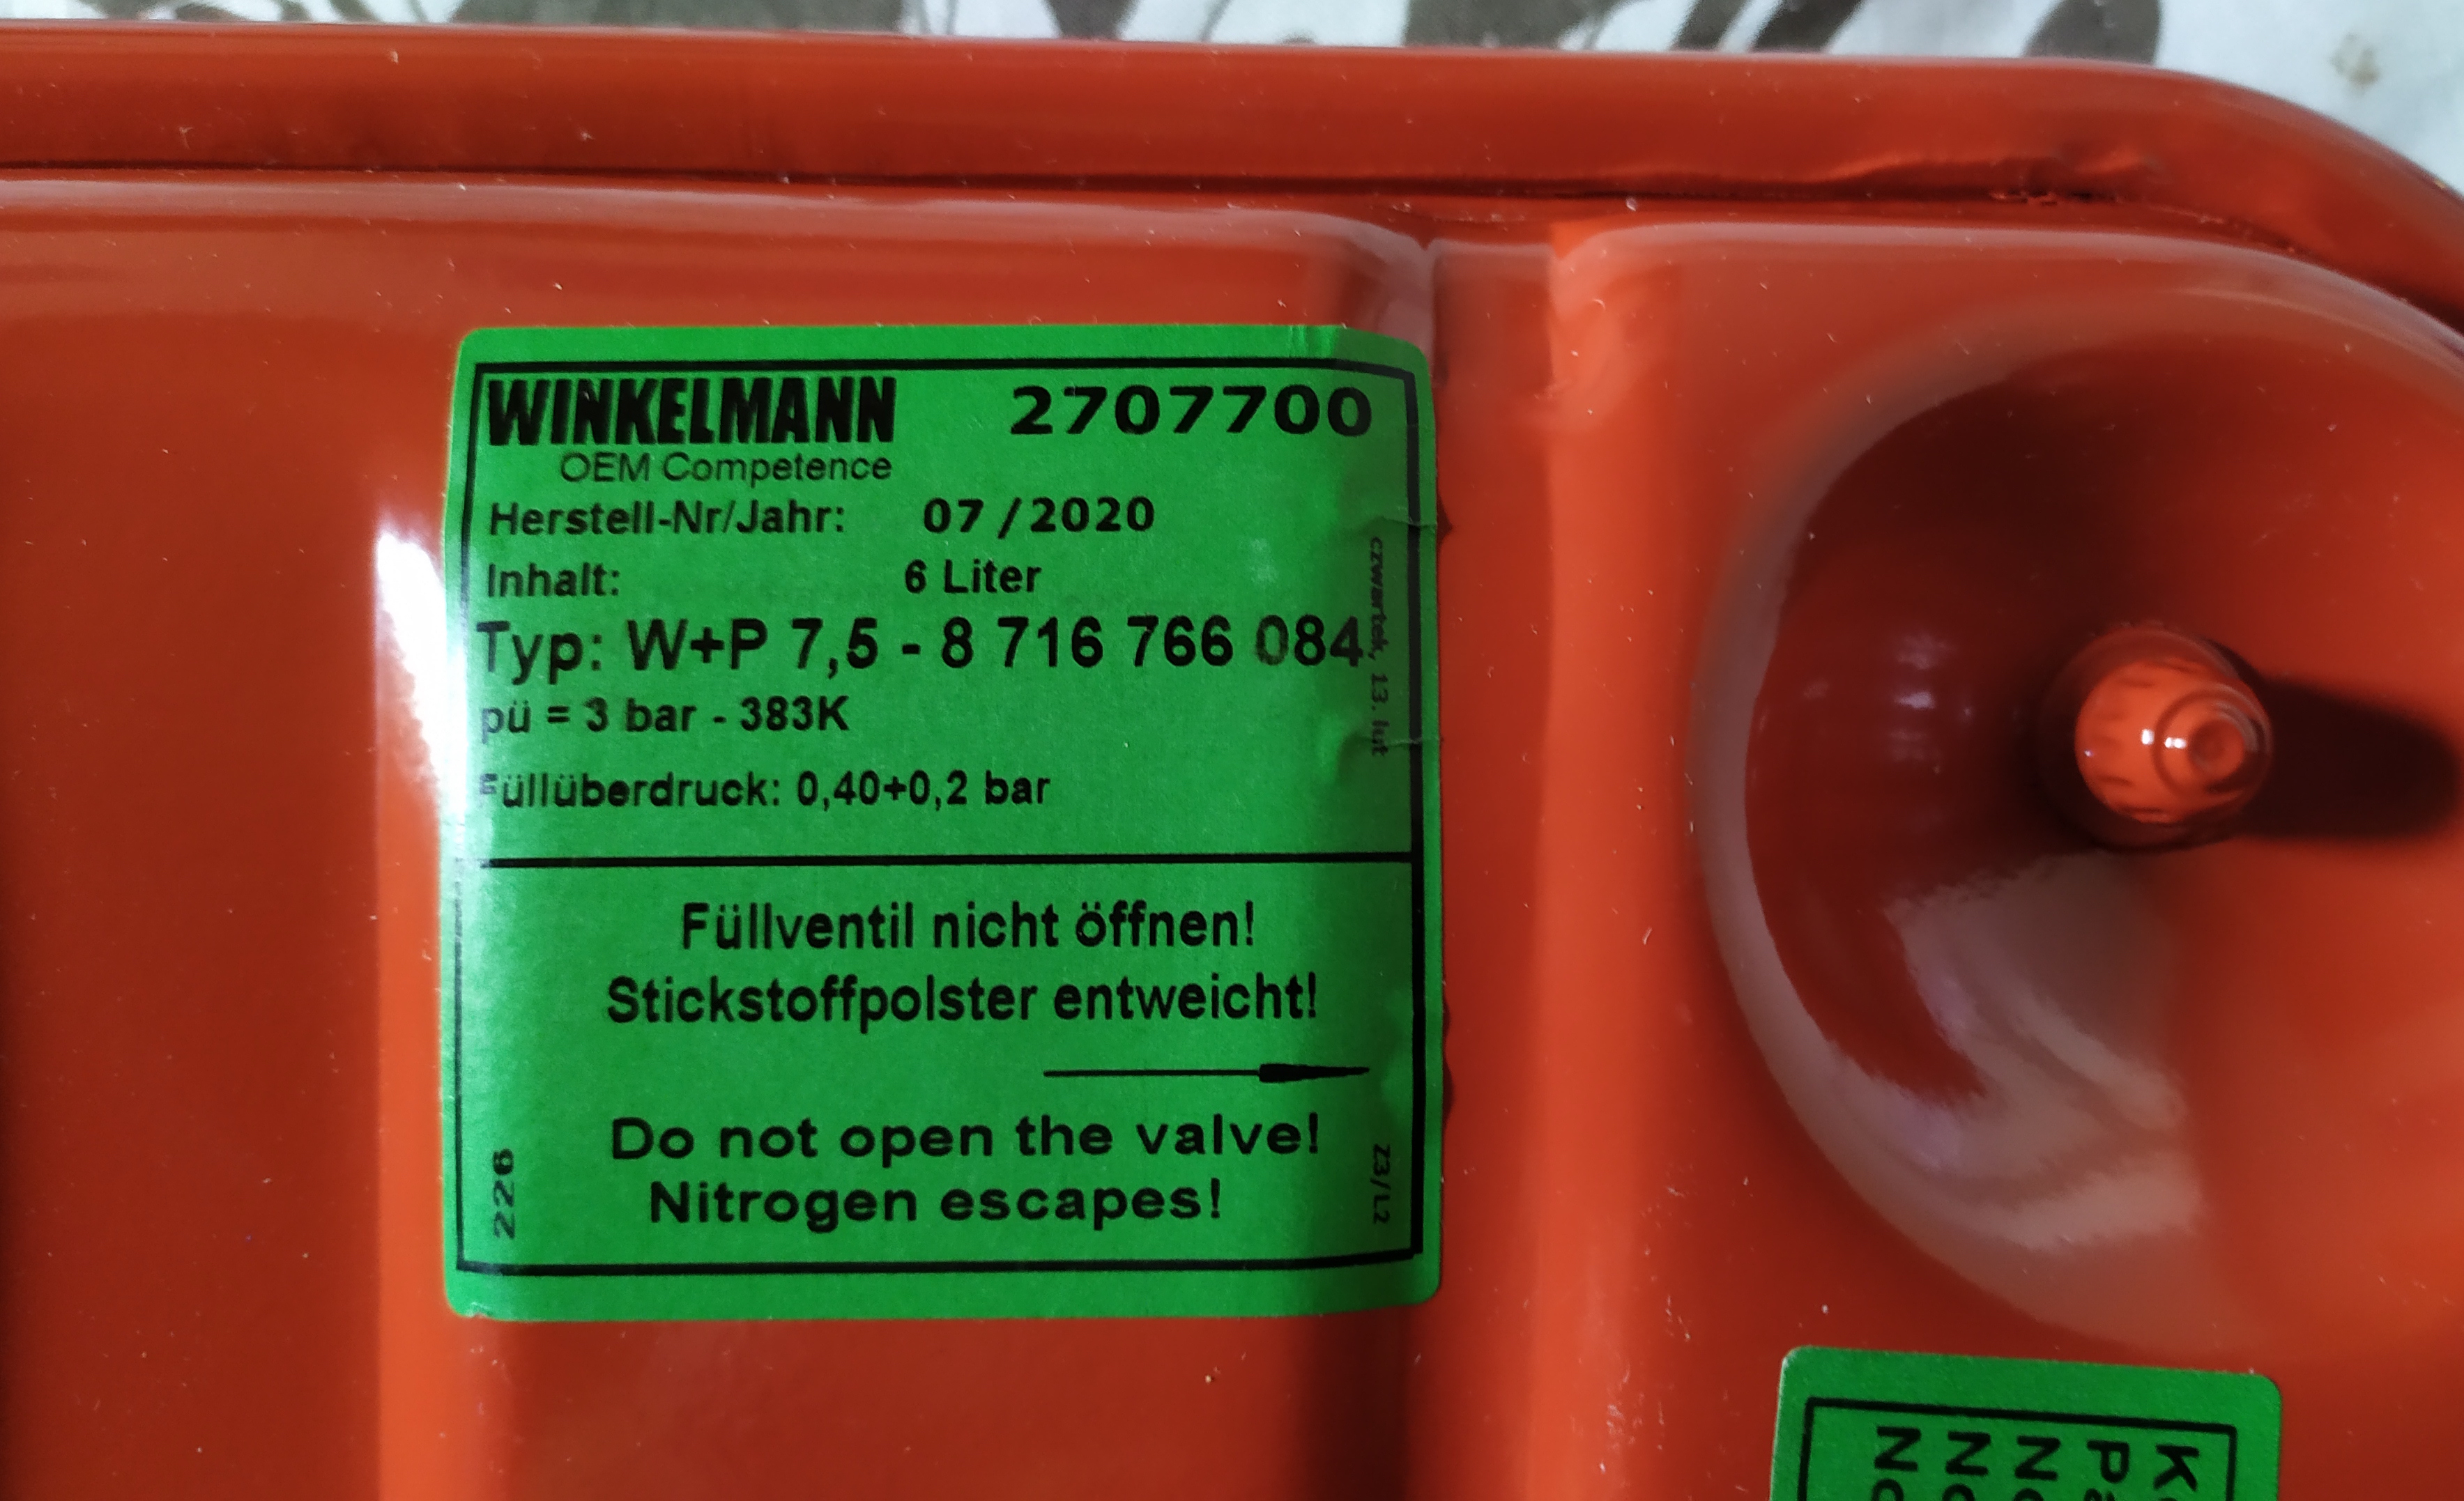 WINKELMANN 2707700
OEM Competence
Herstell-Nr/Jahr: 07 /2020
Inhalt: 6 Liter
Typ: W+P 7,5 - 8 716 766 084
pü = 3 bar - 383K
Füllüberdruck: 0,40+0,2 bar
Füllventil nicht öffnen!
Stickstoffpolster entweicht!
Do not open the valve!
Nitrogen escapes!
226
czwartek, 13. lut
Z3/L2